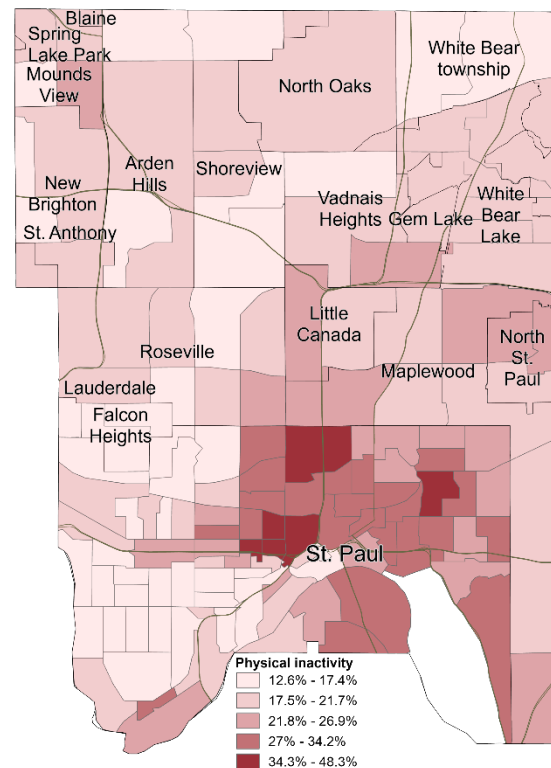 Blaine
Spring
Lake Park
Mounds
View
White Bear
township
North Oaks
Arden
Hills
Shoreview
New
Brighton
St. Anthony
Vadnais
Heights
Gem Lake
White
Bear
Lake
Little
Canada
North
St.
Paul
Roseville
Maplewood
Lauderdale
Falcon
Heights
St. Paul
Physical inactivity
12.6% - 17.4%
17.5% - 21.7%
21.8% - 26.9%
27% - 34.2%
34.3% - 48.3%